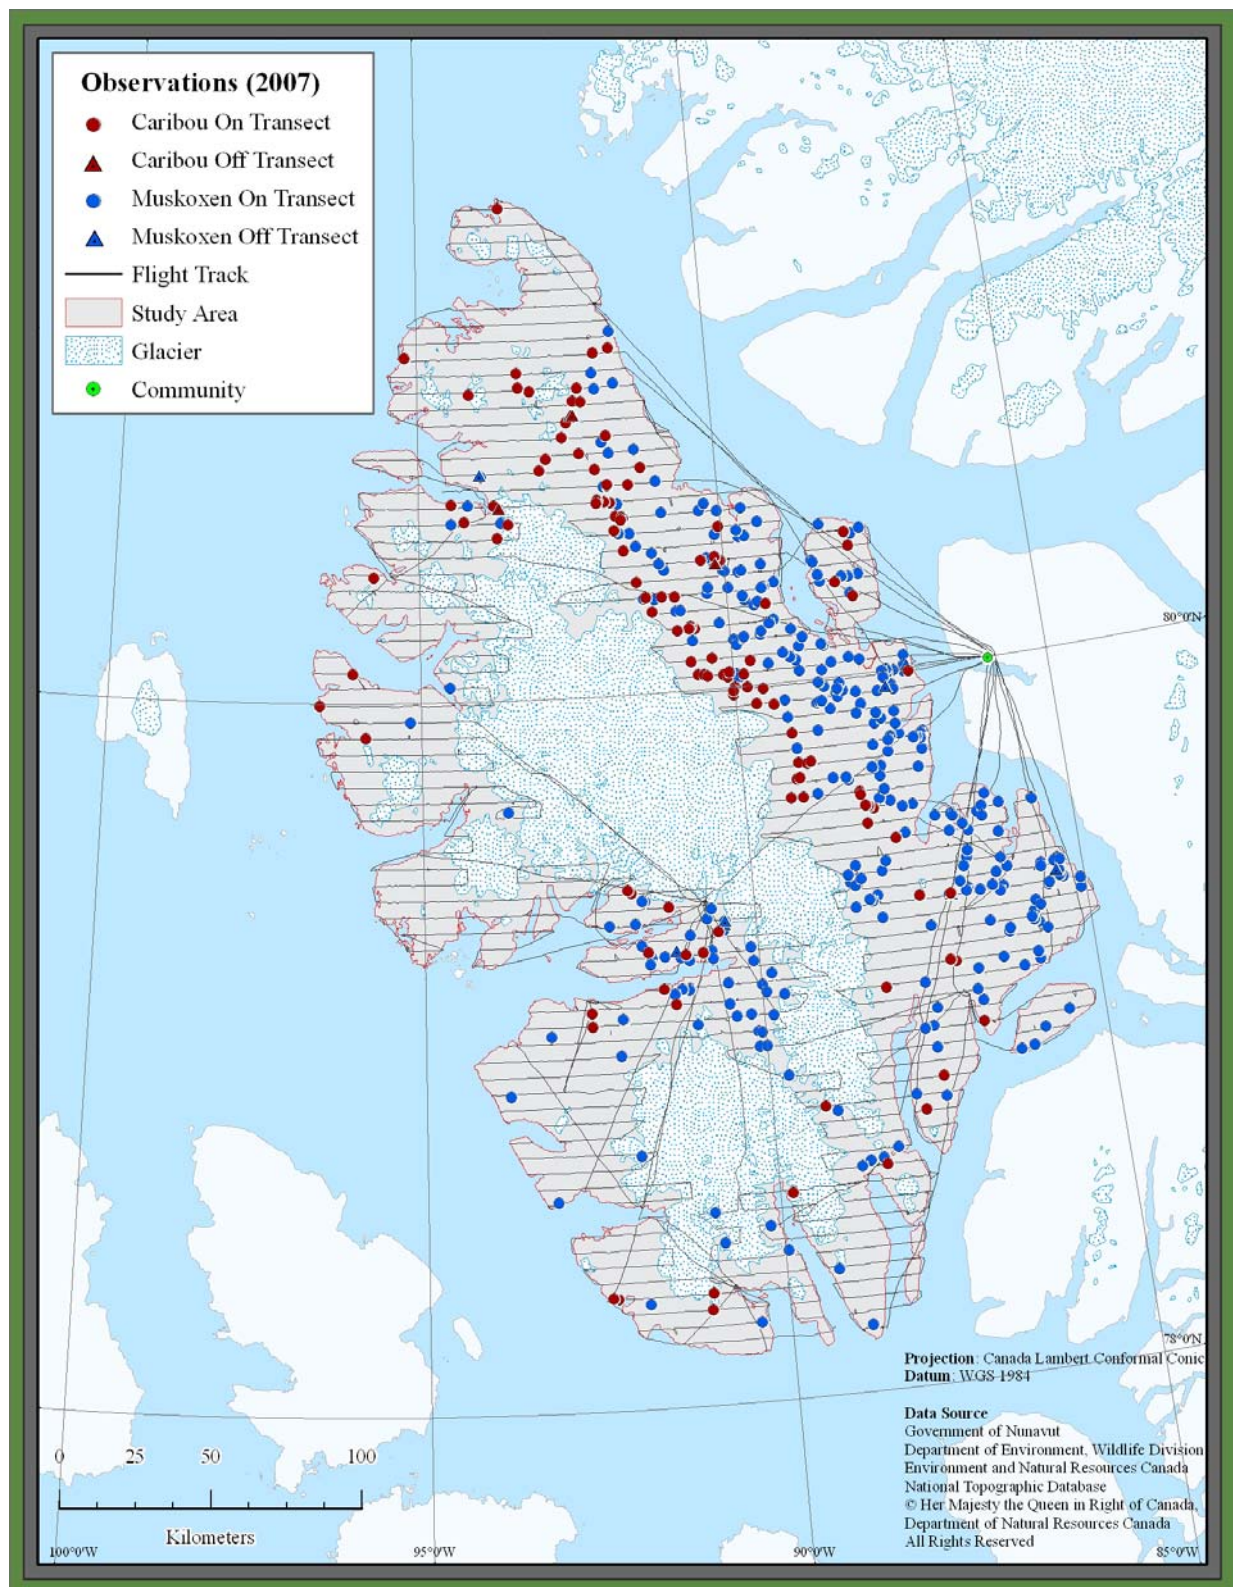 Observations (2007)
Caribou On Transect
Caribou Off Transect
Muskoxen On Transect
Muskoxen Off Transect
Flight Track
Study Area
Glacier
Community
80°0'N
78°0'N
Projection: Canada Lambert Conformal Conic
Datum: WGS 1984
Data Source
Government of Nunavut
Department of Environment, Wildlife Division
Environment and Natural Resources Canada
National Topographic Database
© Her Majesty the Queen in Right of Canada,
Department of Natural Resources Canada
All Rights Reserved
0 25 50 100
Kilometers
100°0'W 95°0'W 90°0'W 85°0'W